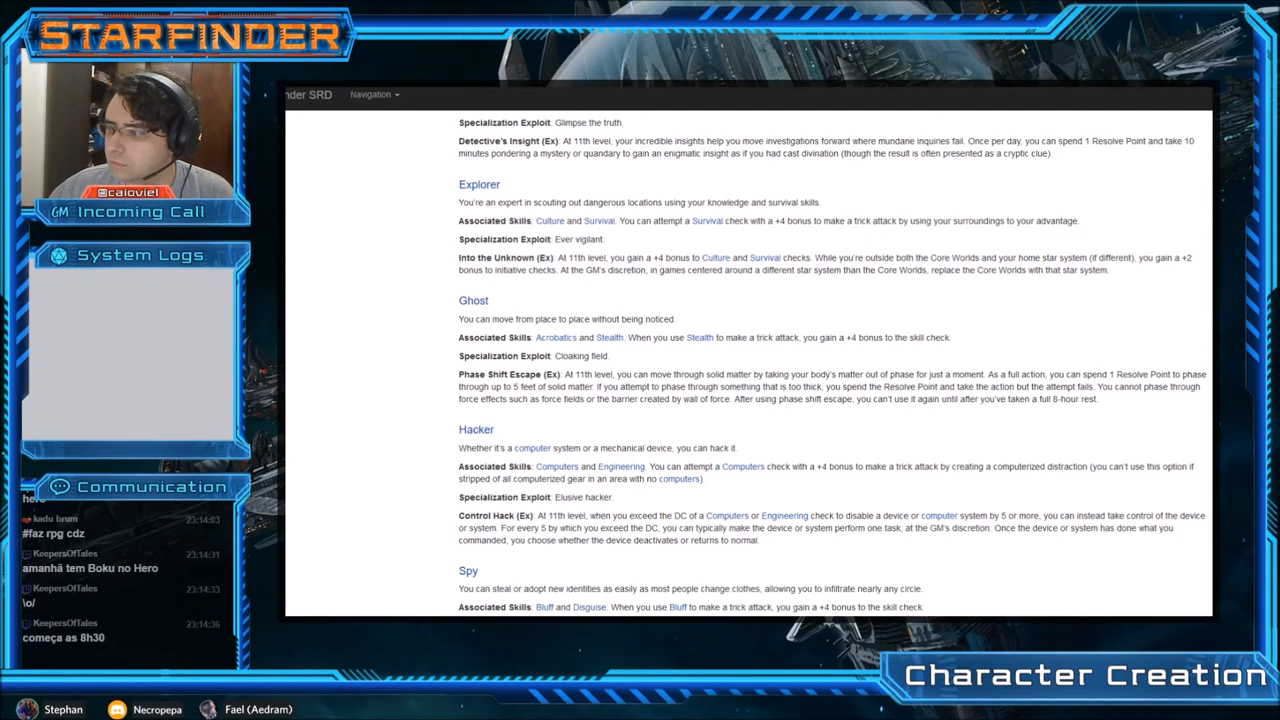 STARFINDER
@caioviel
GM Incoming Call
System Logs
Communication
kadu brum 23:14:03
#faz rpg cdz
KeepersOfTales 23:14:31
amanhã tem Boku no Hero
KeepersOfTales 23:14:33
\o/
KeepersOfTales 23:14:36
começa as 8h30
nder SRD Navigation
Specialization Exploit: Glimpse the truth.
Detective's Insight (Ex): At 11th level, your incredible insights help you move investigations forward where mundane inquiries fail. Once per day, you can spend 1 Resolve Point and take 10
minutes pondering a mystery or quandary to gain an enigmatic insight as if you had cast divination (though the result is often presented as a cryptic clue).
Explorer
You're an expert in scouting out dangerous locations using your knowledge and survival skills.
Associated Skills: Culture and Survival. You can attempt a Survival check with a +4 bonus to make a trick attack by using your surroundings to your advantage.
Specialization Exploit: Ever vigilant.
Into the Unknown (Ex): At 11th level, you gain a +4 bonus to Culture and Survival checks. While you're outside both the Core Worlds and your home star system (if different), you gain a +2
bonus to initiative checks. At the GM's discretion, in games centered around a different star system than the Core Worlds, replace the Core Worlds with that star system.
Ghost
You can move from place to place without being noticed.
Associated Skills: Acrobatics and Stealth. When you use Stealth to make a trick attack, you gain a +4 bonus to the skill check.
Specialization Exploit: Cloaking field.
Phase Shift Escape (Ex): At 11th level, you can move through solid matter by taking your body's matter out of phase for just a moment. As a full action, you can spend 1 Resolve Point to phase
through up to 5 feet of solid matter. If you attempt to phase through something that is too thick, you spend the Resolve Point and take the action but the attempt fails. You cannot phase through
force effects such as force fields or the barrier created by wall of force. After using phase shift escape, you can't use it again until after you've taken a full 8-hour rest.
Hacker
Whether it's a computer system or a mechanical device, you can hack it.
Associated Skills: Computers and Engineering. You can attempt a Computers check with a +4 bonus to make a trick attack by creating a computerized distraction (you can't use this option if
stripped of all computerized gear in an area with no computers).
Specialization Exploit: Elusive hacker.
Control Hack (Ex): At 11th level, when you exceed the DC of a Computers or Engineering check to disable a device or computer system by 5 or more, you can instead take control of the device
or system. For every 5 by which you exceed the DC, you can typically make the device or system perform one task, at the GM's discretion. Once the device or system has done what you
commanded, you choose whether the device deactivates or returns to normal.
Spy
You can steal or adopt new identities as easily as most people change clothes, allowing you to infiltrate nearly any circle.
Associated Skills: Bluff and Disguise. When you use Bluff to make a trick attack, you gain a +4 bonus to the skill check.
Character Creation
Stephan Necropepa Fael (Aedram)